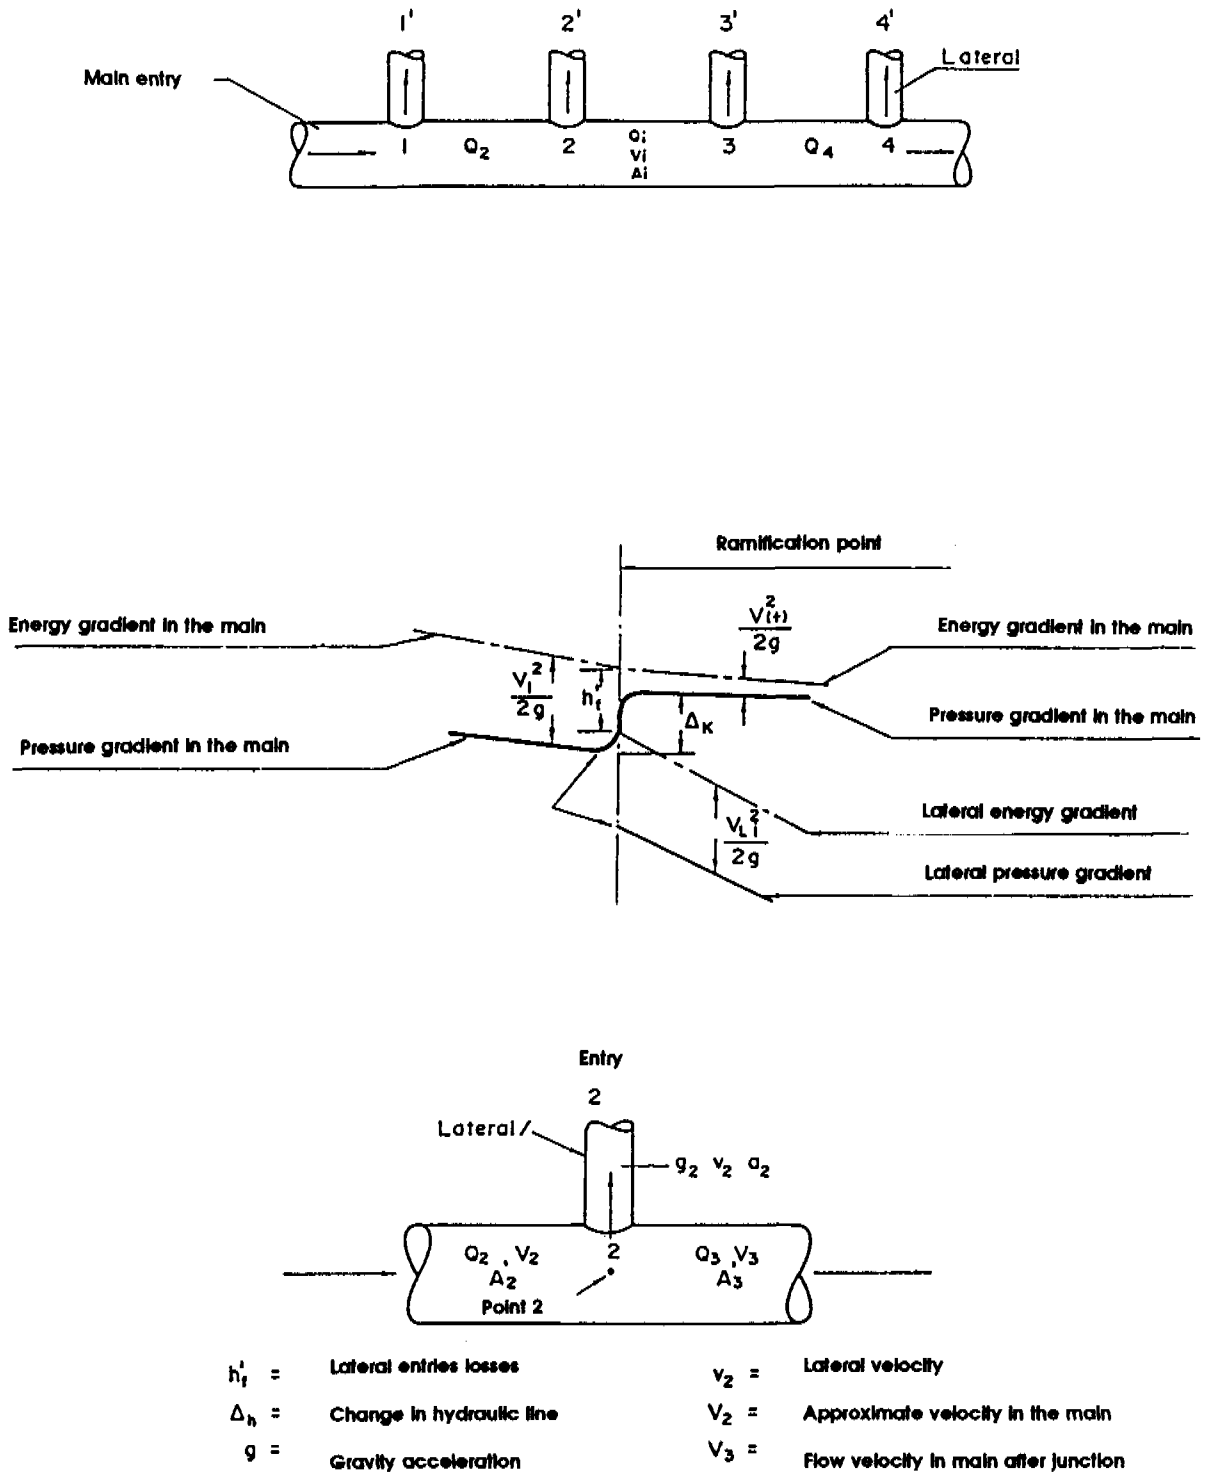 1' 2' 3' 4'
Main entry
Lateral
1 Q2 2 Qi 3 Q4 4
Vi
Ai
Ramification point
Energy gradient in the main
V(+)²/2g
Energy gradient in the main
V1²/2g
h'f
ΔK
Pressure gradient in the main
Pressure gradient in the main
VLi²/2g
Lateral energy gradient
Lateral pressure gradient
Entry
2
Lateral/
g2 v2 a2
Q2, V2 2 Q3, V3
A2 A3
Point 2
h'f = Lateral entries losses
v2 = Lateral velocity
Δh = Change in hydraulic line
V2 = Approximate velocity in the main
g = Gravity acceleration
V3 = Flow velocity in main after junction